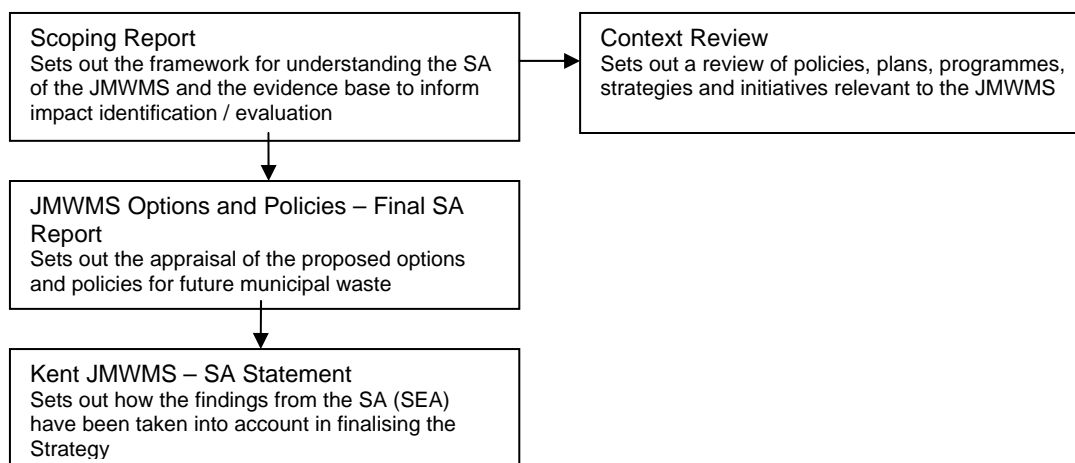 Scoping Report
Sets out the framework for understanding the SA
of the JMWMS and the evidence base to inform
impact identification / evaluation
Context Review
Sets out a review of policies, plans, programmes,
strategies and initiatives relevant to the JMWMS
JMWMS Options and Policies – Final SA
Report
Sets out the appraisal of the proposed options
and policies for future municipal waste
Kent JMWMS – SA Statement
Sets out how the findings from the SA (SEA)
have been taken into account in finalising the
Strategy